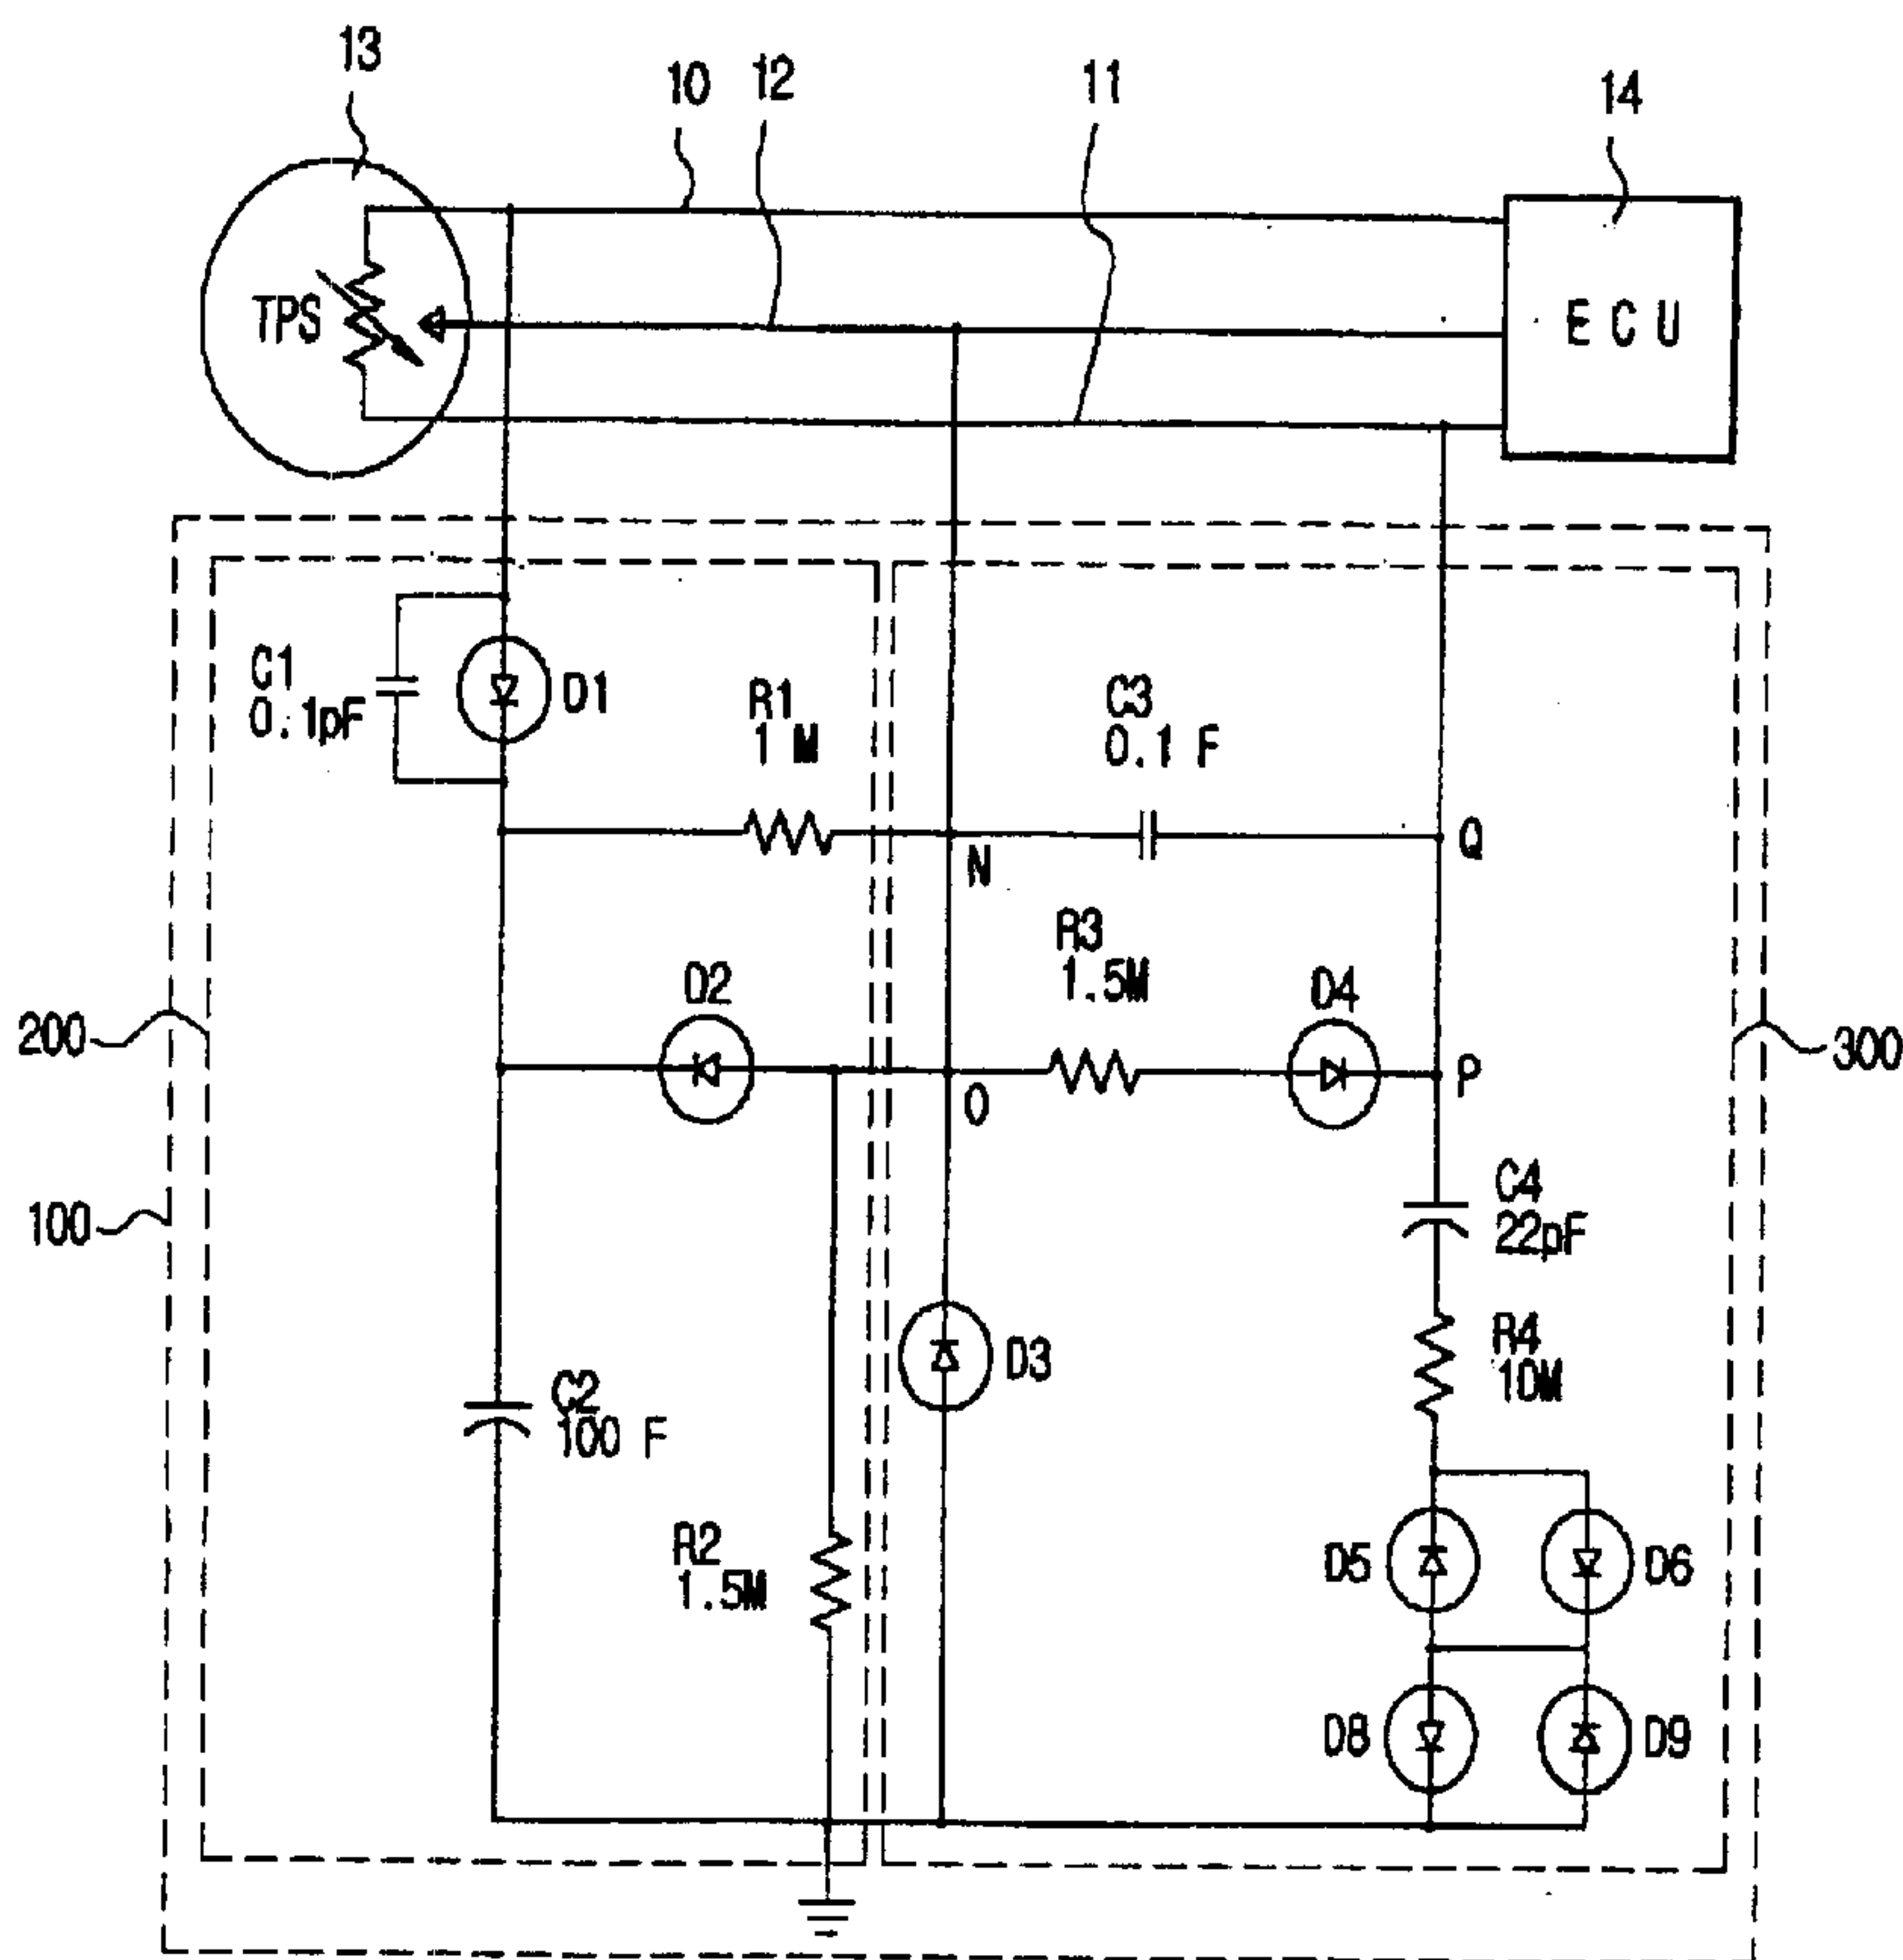 13
10
12
11
14
TPS
E C U
C1
0.1pF
D1
R1
1 M
C3
0.1 F
N
Q
R3
1.5M
D2
D4
200
300
O
P
100
C4
22pF
D3
R4
10M
C2
100 F
R2
1.5M
D5
D6
D8
D9